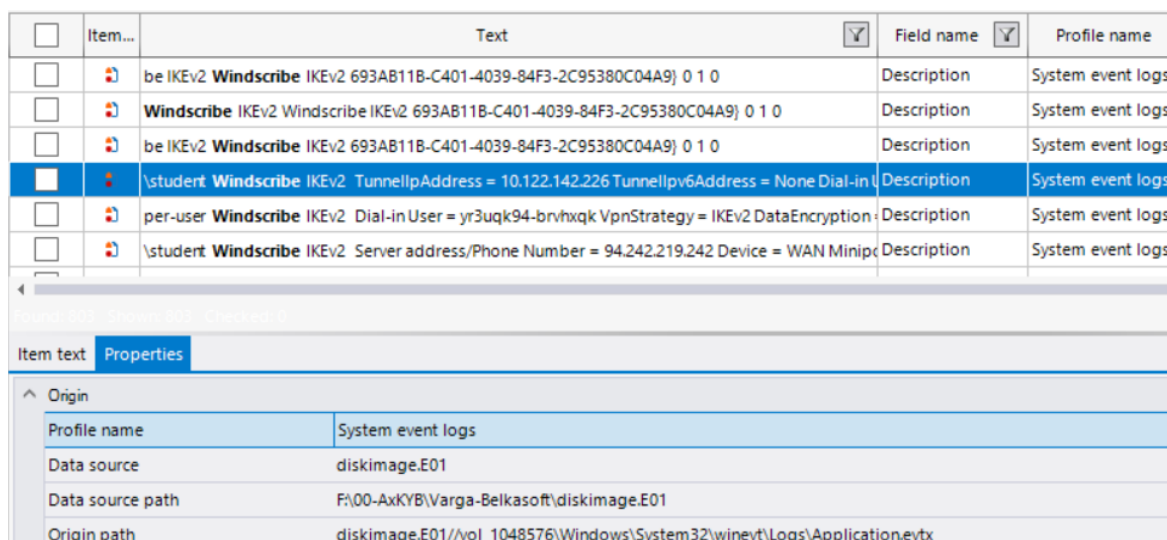 Item... Text Field name Profile name
be IKEv2 Windscribe IKEv2 693AB11B-C401-4039-84F3-2C95380C04A9} 0 1 0 Description System event logs
Windscribe IKEv2 Windscribe IKEv2 693AB11B-C401-4039-84F3-2C95380C04A9} 0 1 0 Description System event logs
be IKEv2 Windscribe IKEv2 693AB11B-C401-4039-84F3-2C95380C04A9} 0 1 0 Description System event logs
\student Windscribe IKEv2 TunnelIpAddress = 10.122.142.226 TunnelIpv6Address = None Dial-in Description System event logs
per-user Windscribe IKEv2 Dial-in User = yr3uqk94-brvhxqk VpnStrategy = IKEv2 DataEncryption Description System event logs
\student Windscribe IKEv2 Server address/Phone Number = 94.242.219.242 Device = WAN Minipo Description System event logs
Found: 603 Shown: 603 Checked: 0
Item text Properties
Origin
Profile name System event logs
Data source diskimage.E01
Data source path F:\00-AxKYB\Varga-Belkasoft\diskimage.E01
Origin path diskimage.E01//vol_1048576\Windows\System32\winevt\Logs\Application.evtx